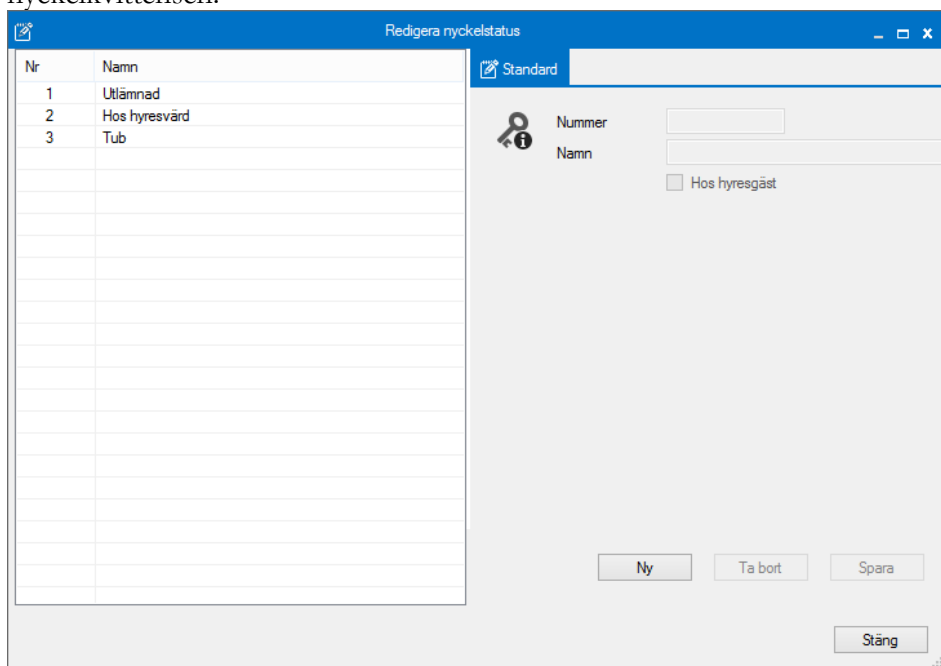 nyckelkvittensen.
Redigera nyckelstatus
Nr Namn
1 Utlämnad
2 Hos hyresvärd
3 Tub
Standard
Nummer
Namn
Hos hyresgäst
Ny Ta bort Spara
Stäng